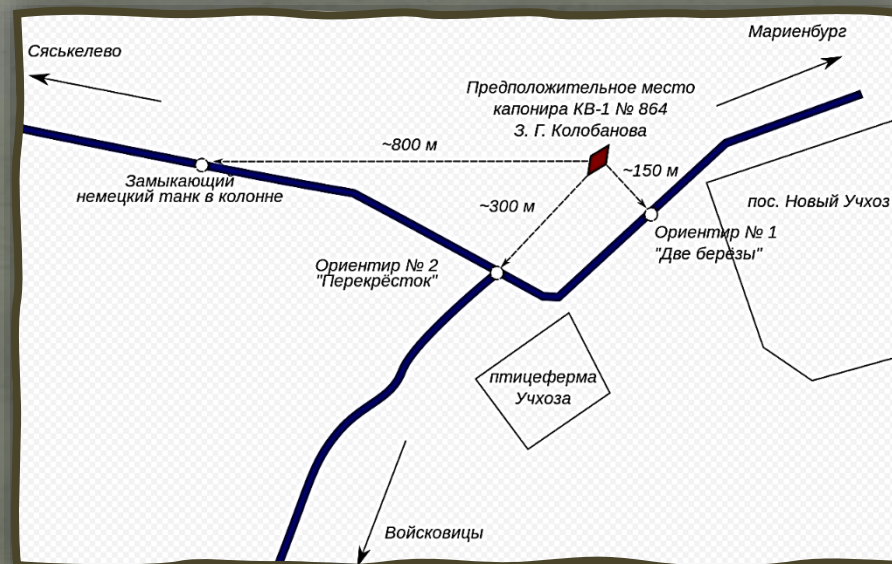 Сяськелево
Мариенбург
Предположительное место
капонира КВ-1 № 864
З. Г. Колобанова
~800 м
~150 м
Замыкающий
немецкий танк в колонне
~300 м
пос. Новый Учхоз
Ориентир № 1
"Две берёзы"
Ориентир № 2
"Перекрёсток"
птицеферма
Учхоза
Войсковицы